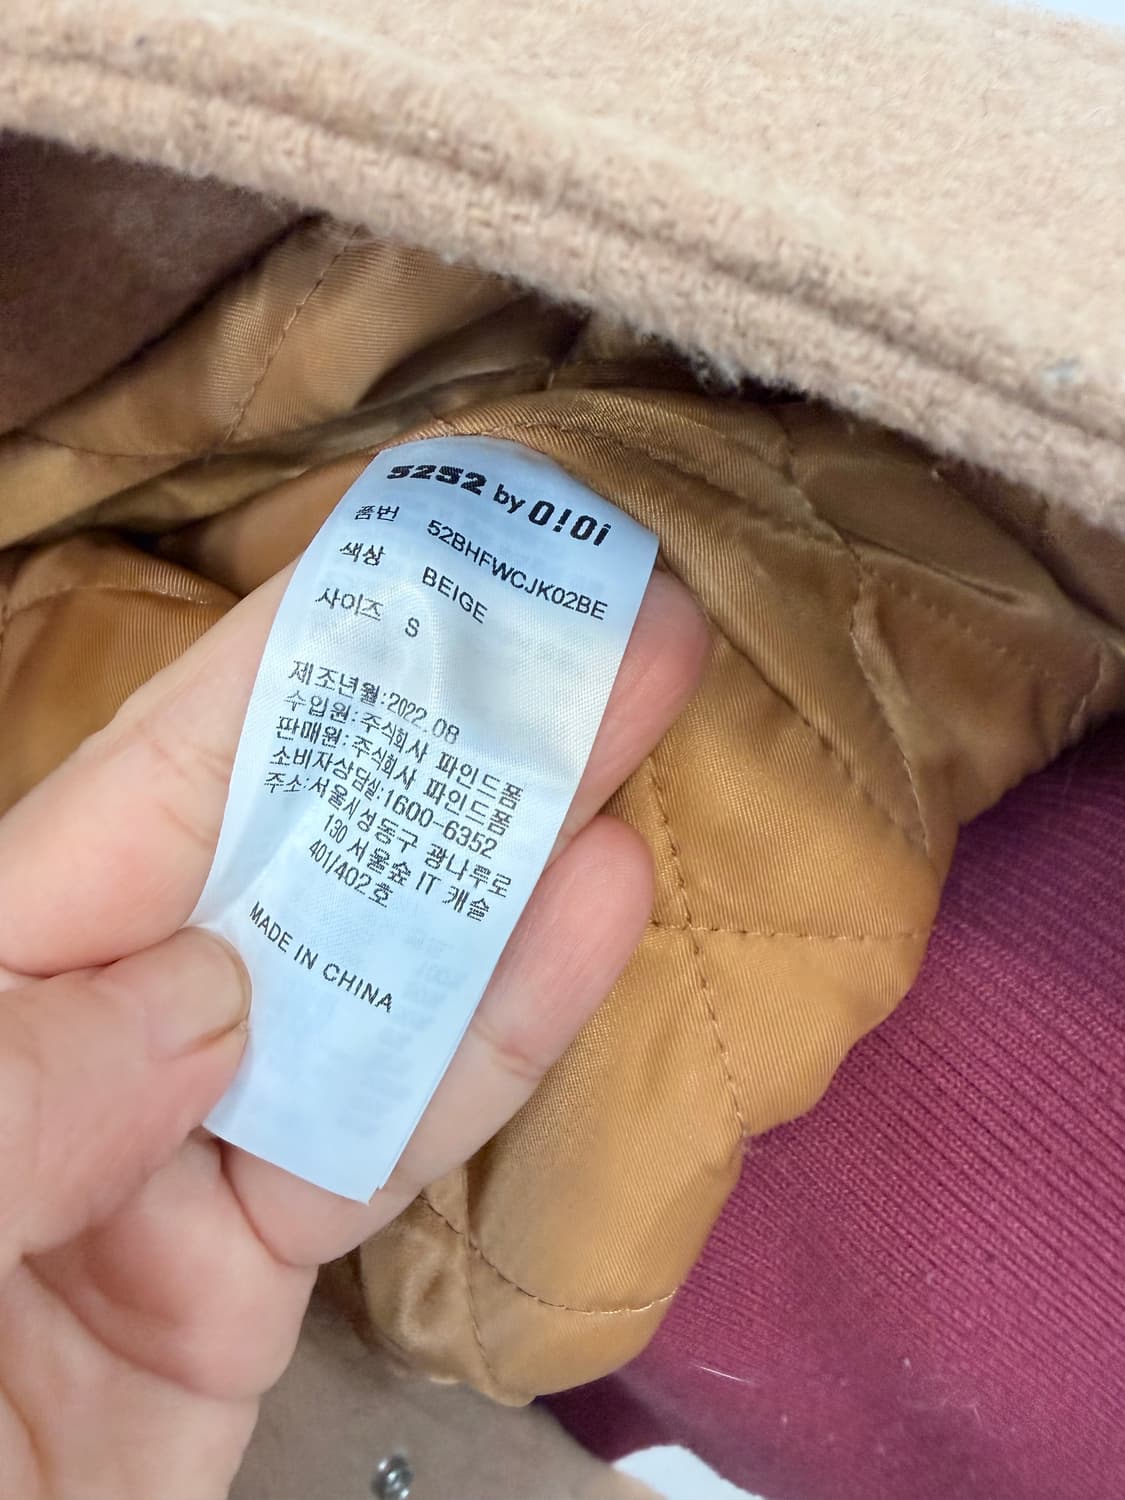 5252 by O!Oi
품번 52BHFWCJK02BE
색상 BEIGE
사이즈 S
제조년월:2022.08
수입원:주식회사 파인드폼
판매원:주식회사 파인드폼
소비자상담실:1600-6352
주소:서울시 성동구 광나루로
130 서울숲 IT 캐슬
401/402호
MADE IN CHINA